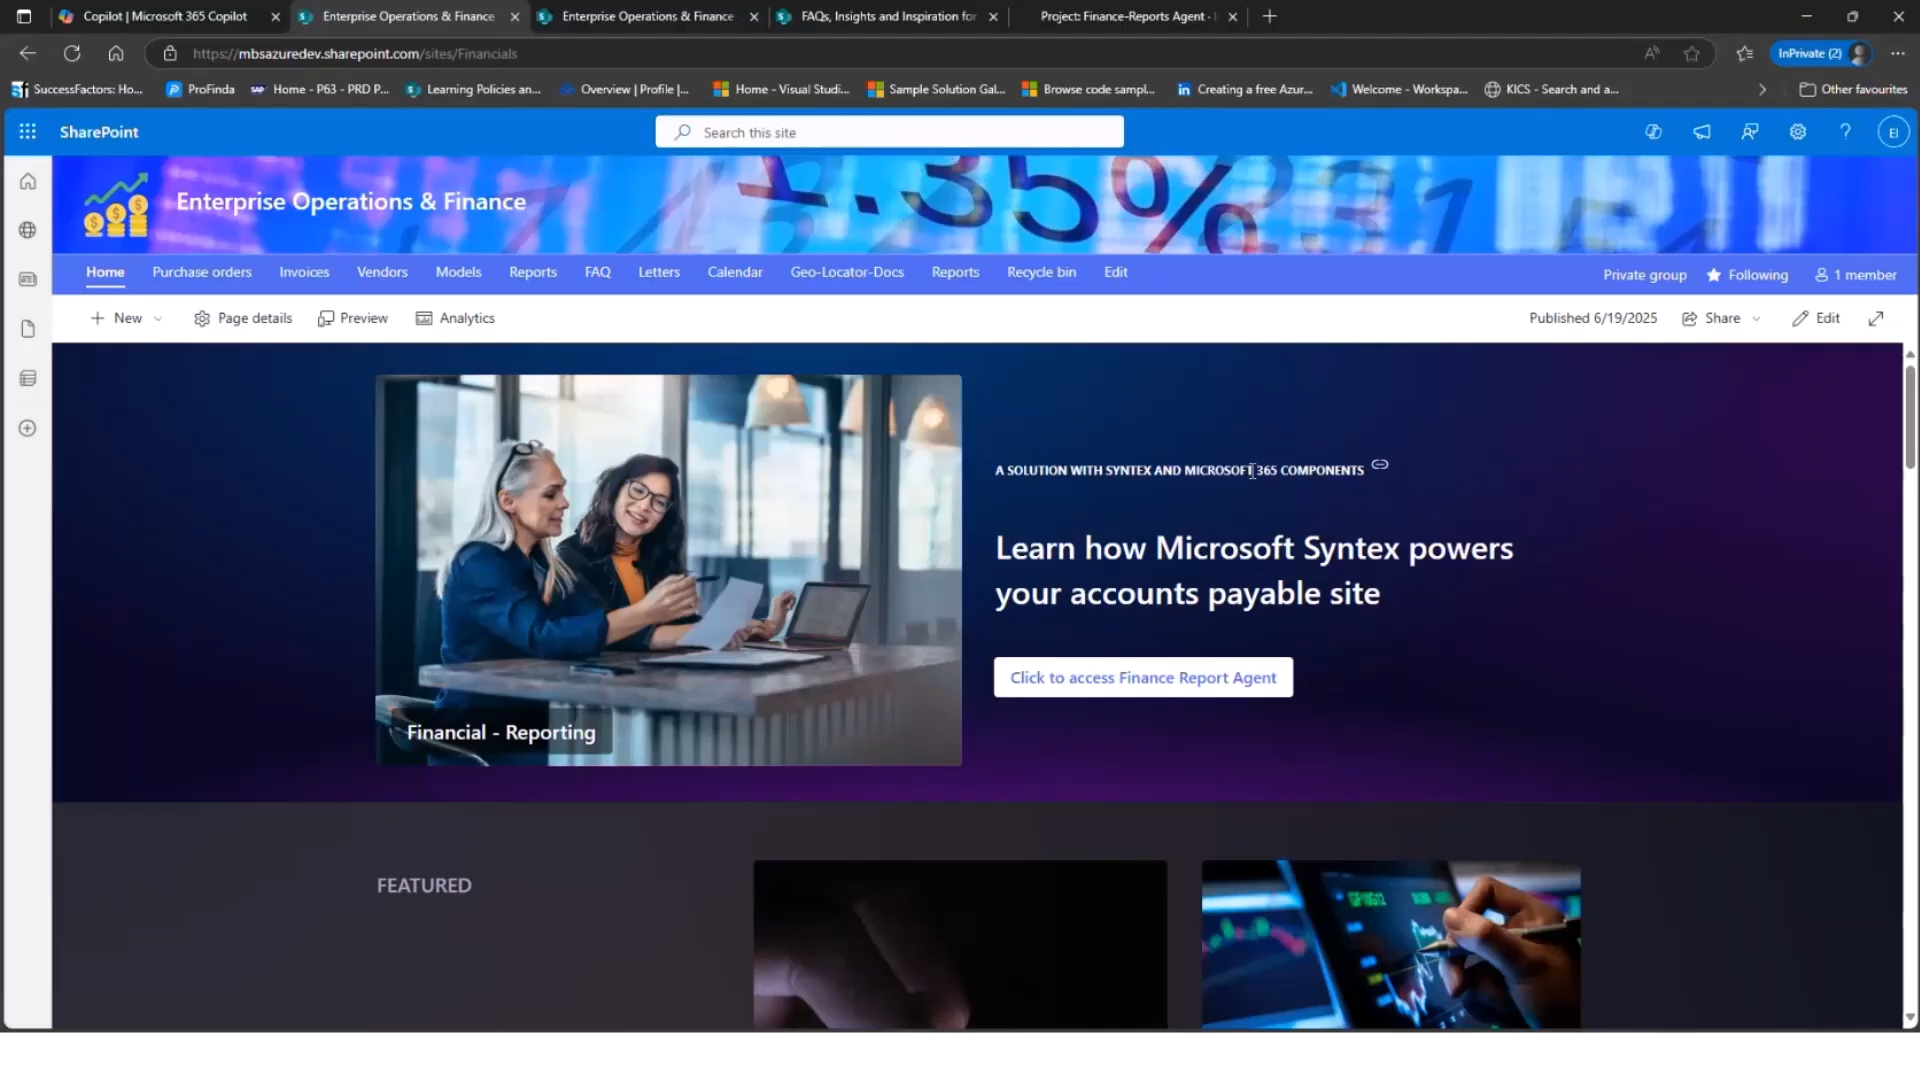 Copilot | Microsoft 365 Copilot
Enterprise Operations & Finance
Enterprise Operations & Finance
FAQs, Insights and Inspiration for
Project: Finance-Reports Agent ·
https://mbsazuredev.sharepoint.com/sites/Financials
InPrivate (2)
SuccessFactors: Ho...
ProFinda
Home - P63 - PRD P...
Learning Policies an...
Overview | Profile |...
Home - Visual Studi...
Sample Solution Gal...
Browse code sampl...
Creating a free Azur...
Welcome - Workspa...
KICS - Search and a...
Other favourites
SharePoint
Search this site
EI
Enterprise Operations & Finance
Home
Purchase orders
Invoices
Vendors
Models
Reports
FAQ
Letters
Calendar
Geo-Locator-Docs
Reports
Recycle bin
Edit
Private group
Following
1 member
New
Page details
Preview
Analytics
Published 6/19/2025
Share
Edit
A SOLUTION WITH SYNTEX AND MICROSOFT 365 COMPONENTS
Learn how Microsoft Syntex powers
your accounts payable site
Click to access Finance Report Agent
Financial - Reporting
FEATURED